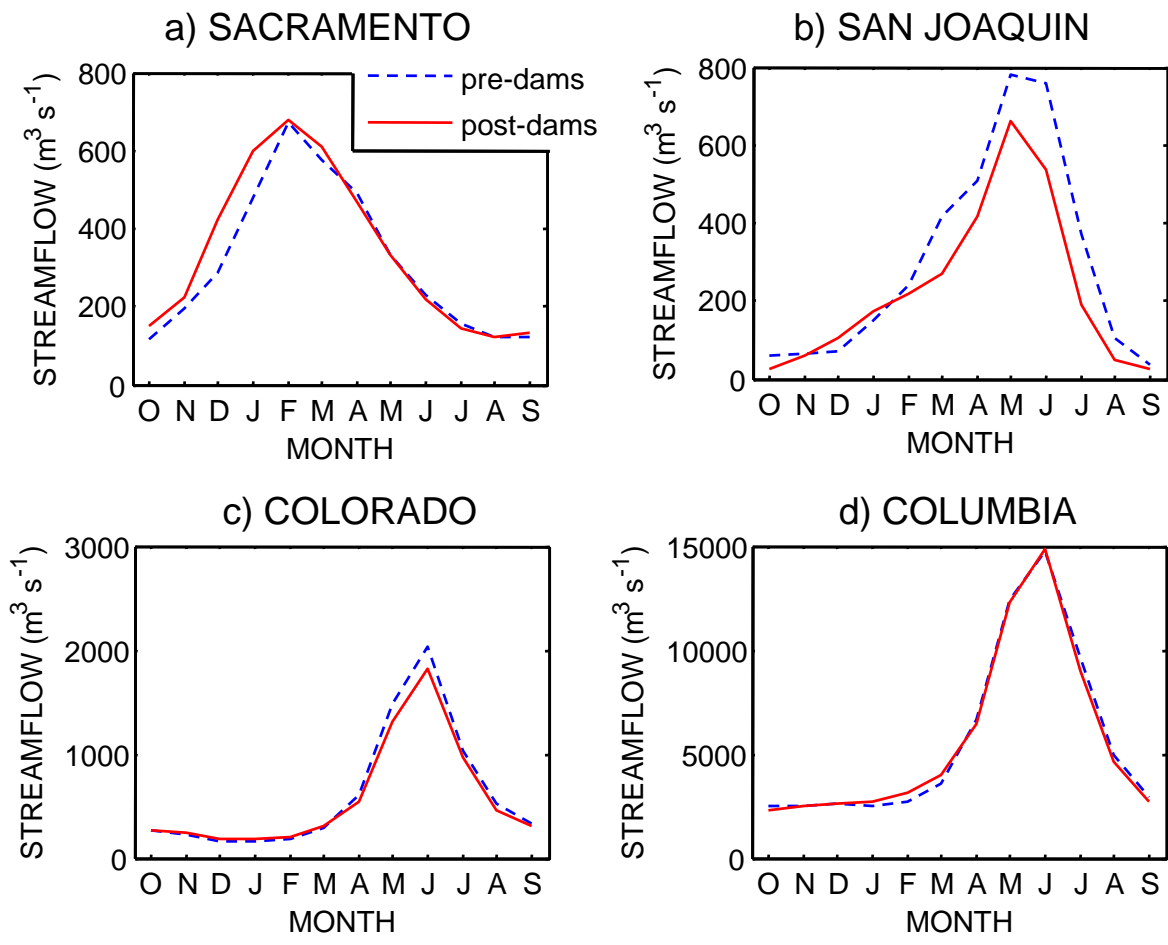 a) SACRAMENTO
b) SAN JOAQUIN
pre-dams
post-dams
STREAMFLOW (m³ s⁻¹)
800
600
400
200
0
O N D J F M A M J J A S
MONTH
STREAMFLOW (m³ s⁻¹)
800
600
400
200
0
O N D J F M A M J J A S
MONTH
c) COLORADO
d) COLUMBIA
STREAMFLOW (m³ s⁻¹)
3000
2000
1000
0
O N D J F M A M J J A S
MONTH
STREAMFLOW (m³ s⁻¹)
15000
10000
5000
0
O N D J F M A M J J A S
MONTH